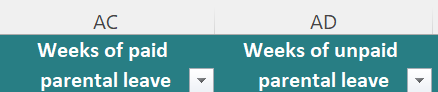 AC AD
Weeks of paid Weeks of unpaid
parental leave parental leave